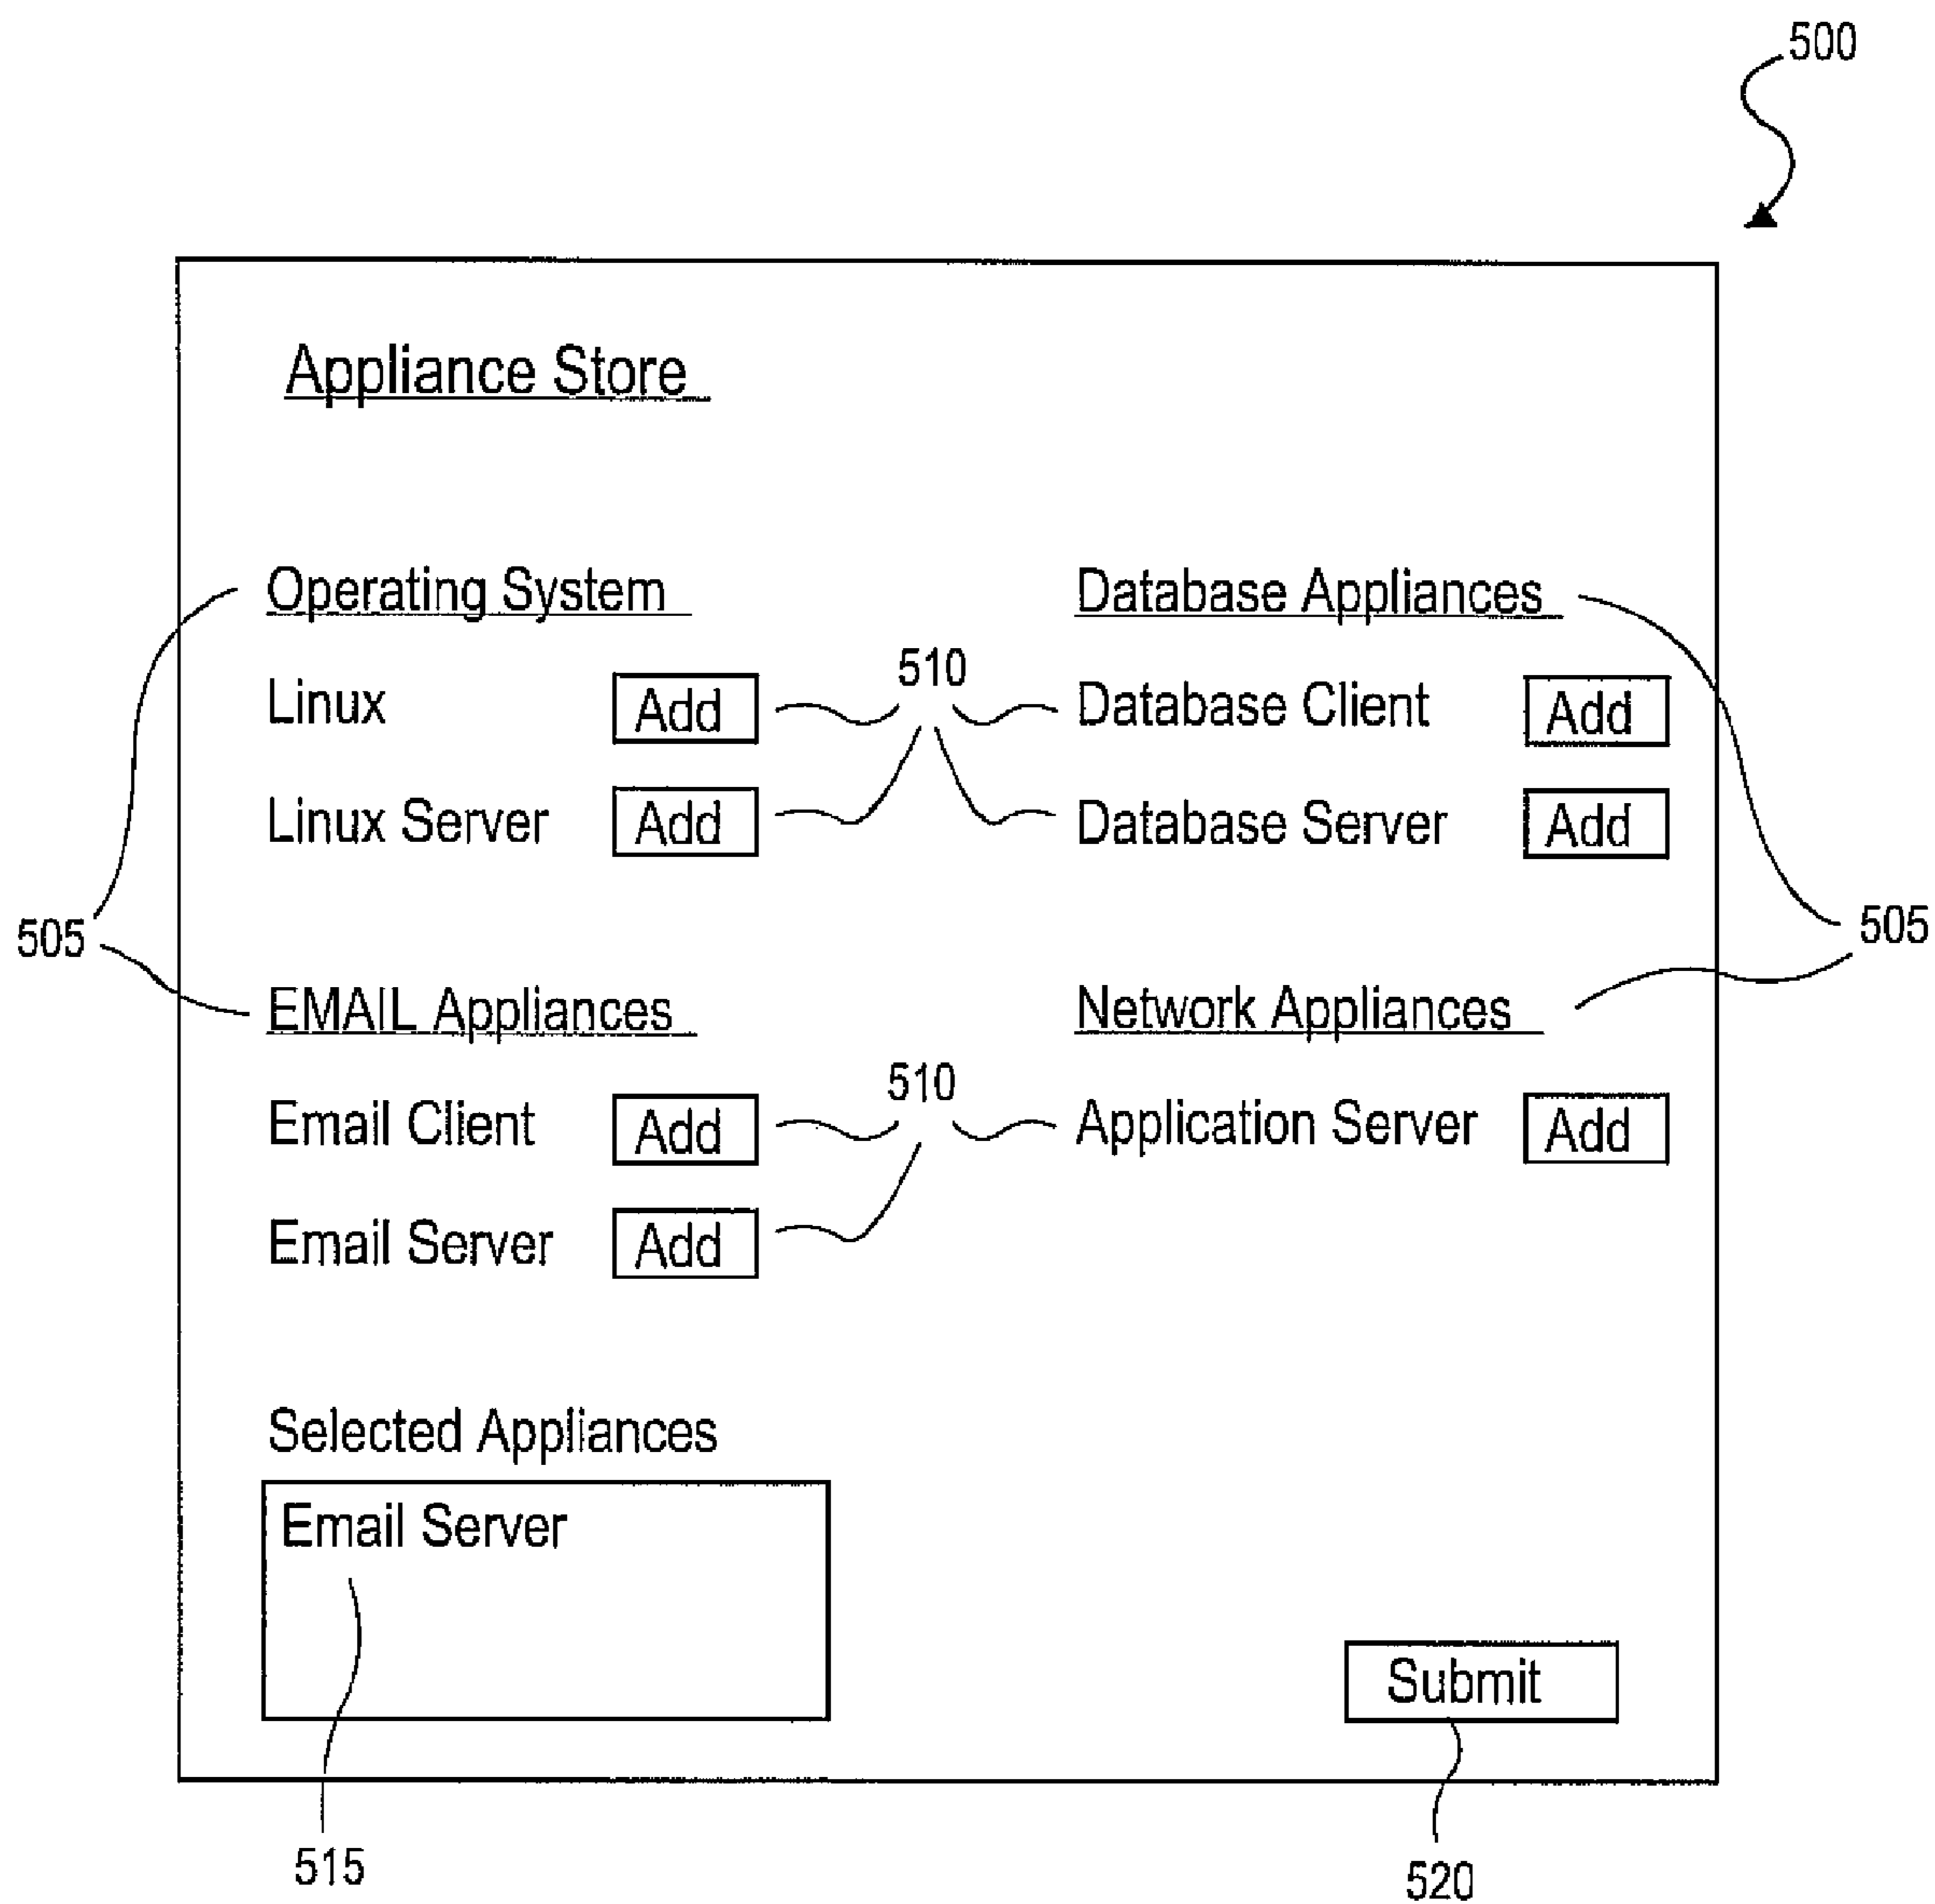 500
Appliance Store
Operating System
Database Appliances
Linux Add
510
Database Client Add
Linux Server Add
Database Server Add
505
505
EMAIL Appliances
Network Appliances
Email Client Add
510
Application Server Add
Email Server Add
Selected Appliances
Email Server
Submit
515
520